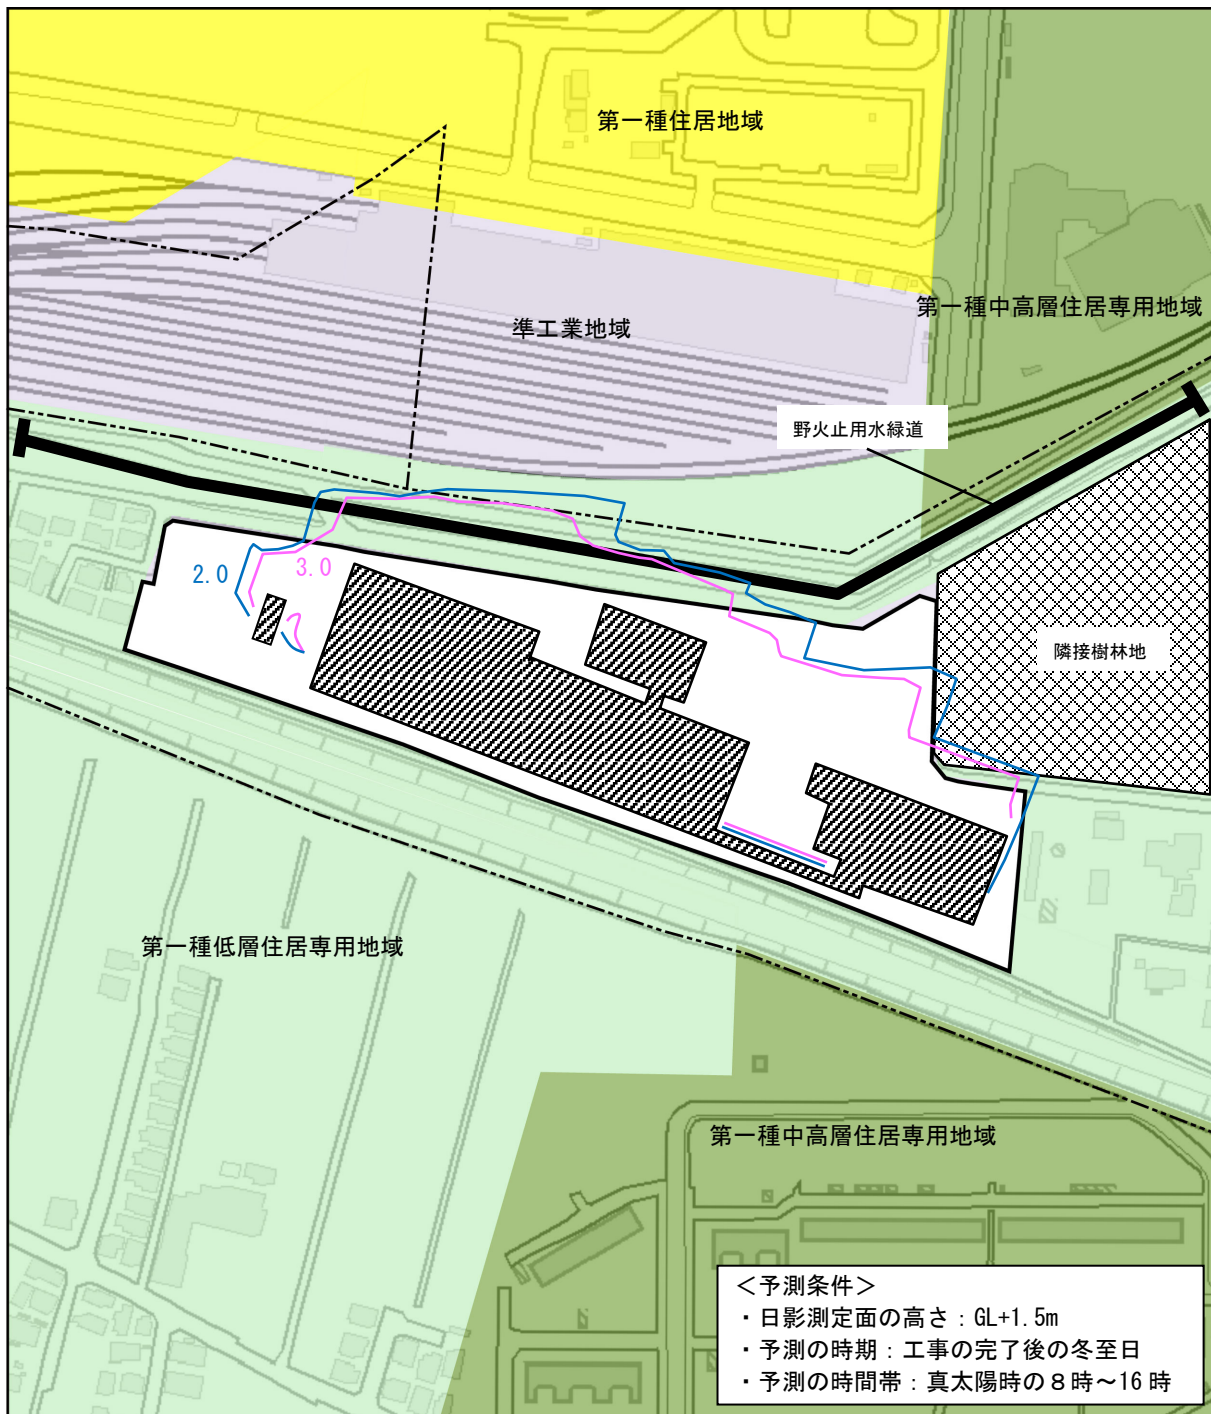 第一種住居地域
第一種中高層住居専用地域
準工業地域
野火止用水緑道
2.0
3.0
隣接樹林地
第一種低層住居専用地域
第一種中高層住居専用地域
＜予測条件＞
・日影測定面の高さ：GL+1.5m
・予測の時期：工事の完了後の冬至日
・予測の時間帯：真太陽時の８時～16時